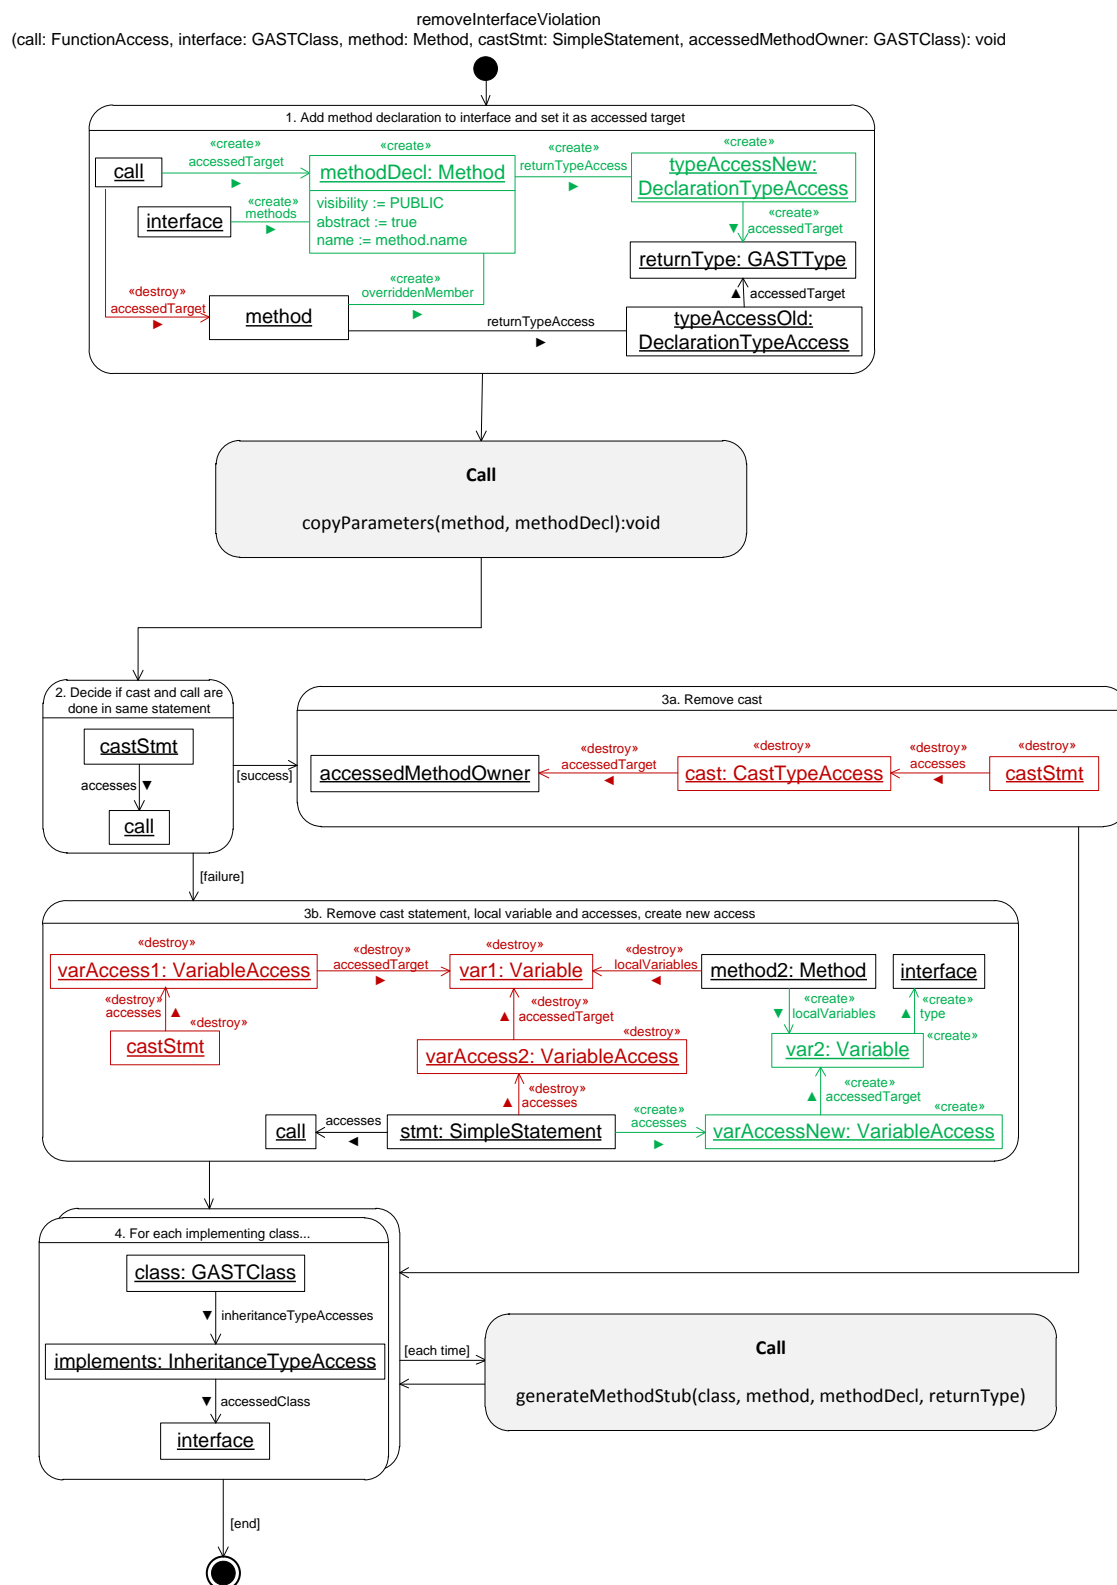 removeInterfaceViolation
(call: FunctionAccess, interface: GASTClass, method: Method, castStmt: SimpleStatement, accessedMethodOwner: GASTClass): void
1. Add method declaration to interface and set it as accessed target
«create»
accessedTarget
«create»
«create»
returnTypeAccess
«create»
call
methodDecl: Method
typeAccessNew:
DeclarationTypeAccess
visibility := PUBLIC
abstract := true
name := method.name
«create»
methods
interface
«create»
accessedTarget
returnType: GASTType
«create»
overriddenMember
«destroy»
accessedTarget
accessedTarget
method
returnTypeAccess
typeAccessOld:
DeclarationTypeAccess
Call
copyParameters(method, methodDecl):void
2. Decide if cast and call are
done in same statement
castStmt
accesses
call
[success]
[failure]
3a. Remove cast
accessedMethodOwner
«destroy»
accessedTarget
«destroy»
cast: CastTypeAccess
«destroy»
accesses
«destroy»
castStmt
3b. Remove cast statement, local variable and accesses, create new access
«destroy»
varAccess1: VariableAccess
«destroy»
accessedTarget
«destroy»
var1: Variable
«destroy»
localVariables
method2: Method
interface
«destroy»
accesses
«destroy»
castStmt
«destroy»
accessedTarget
«destroy»
varAccess2: VariableAccess
«create»
localVariables
«create»
type
«create»
var2: Variable
«destroy»
accesses
«create»
accessedTarget
call
accesses
stmt: SimpleStatement
«create»
accesses
«create»
varAccessNew: VariableAccess
4. For each implementing class...
class: GASTClass
inheritanceTypeAccesses
implements: InheritanceTypeAccess
accessedClass
interface
[each time]
Call
generateMethodStub(class, method, methodDecl, returnType)
[end]